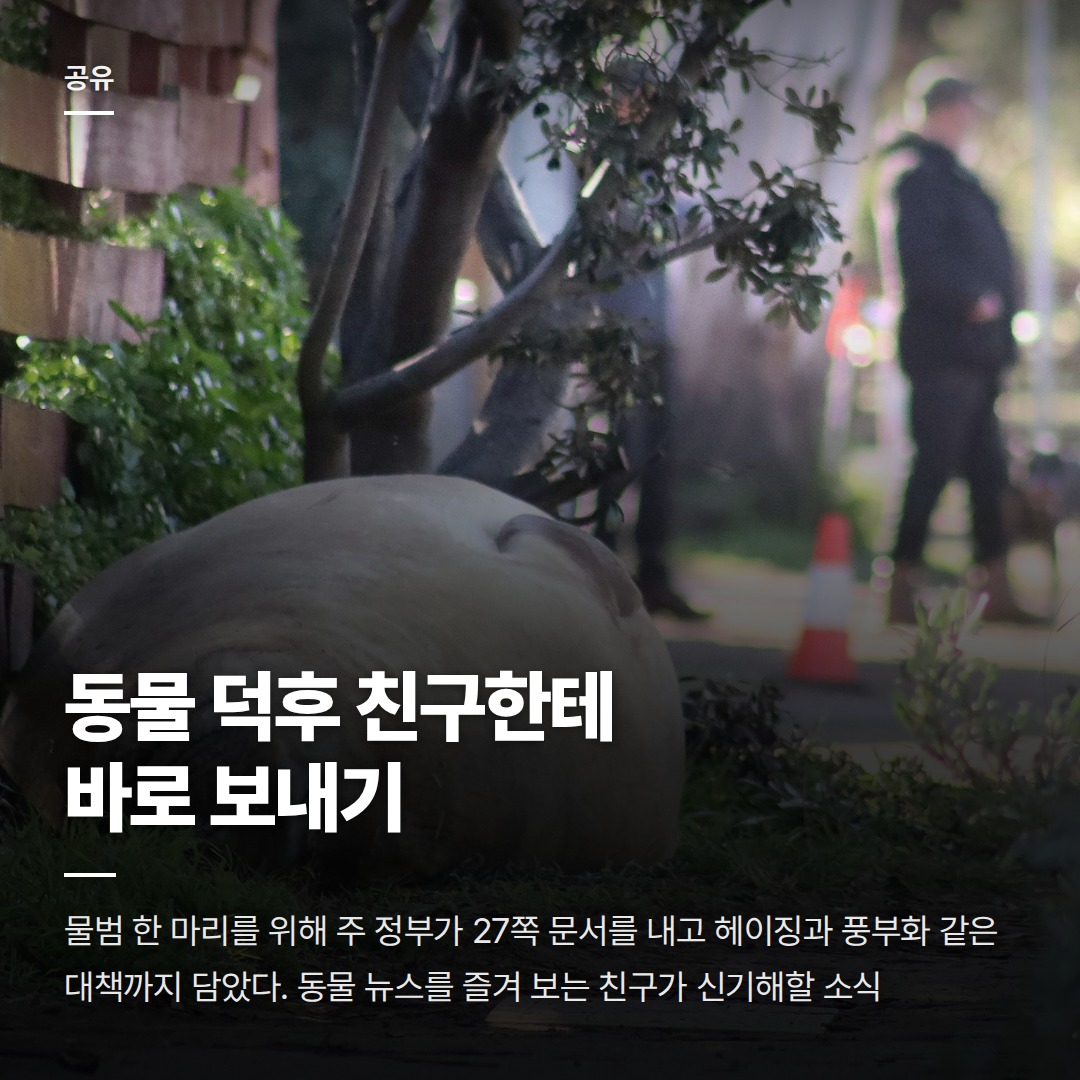 공유
동물 덕후 친구한테
바로 보내기
물범 한 마리를 위해 주 정부가 27쪽 문서를 내고 헤이징과 풍부화 같은
대책까지 담았다. 동물 뉴스를 즐겨 보는 친구가 신기해할 소식